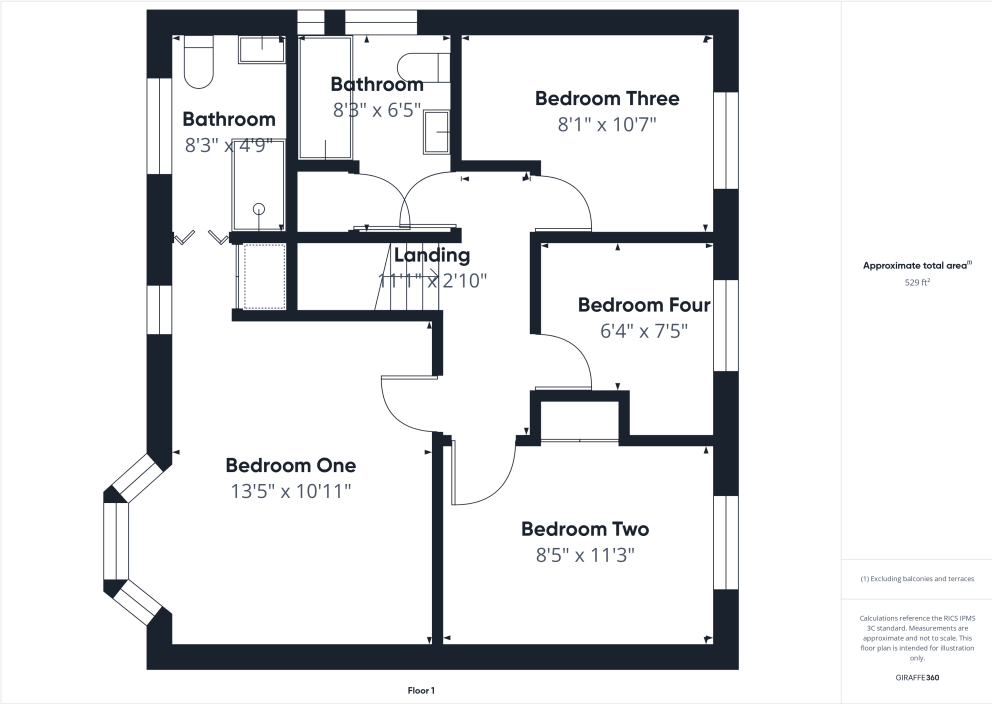 Bathroom
8'3" x 4'9"
Bathroom
8'3" x 6'5"
Bedroom Three
8'1" x 10'7"
Landing
11'1" x 2'10"
Bedroom Four
6'4" x 7'5"
Bedroom One
13'5" x 10'11"
Bedroom Two
8'5" x 11'3"
Floor 1
Approximate total area(1)
529 ft²
(1) Excluding balconies and terraces
Calculations reference the RICS IPMS
3C standard. Measurements are
approximate and not to scale. This
floor plan is intended for illustration
only.
GIRAFFE360